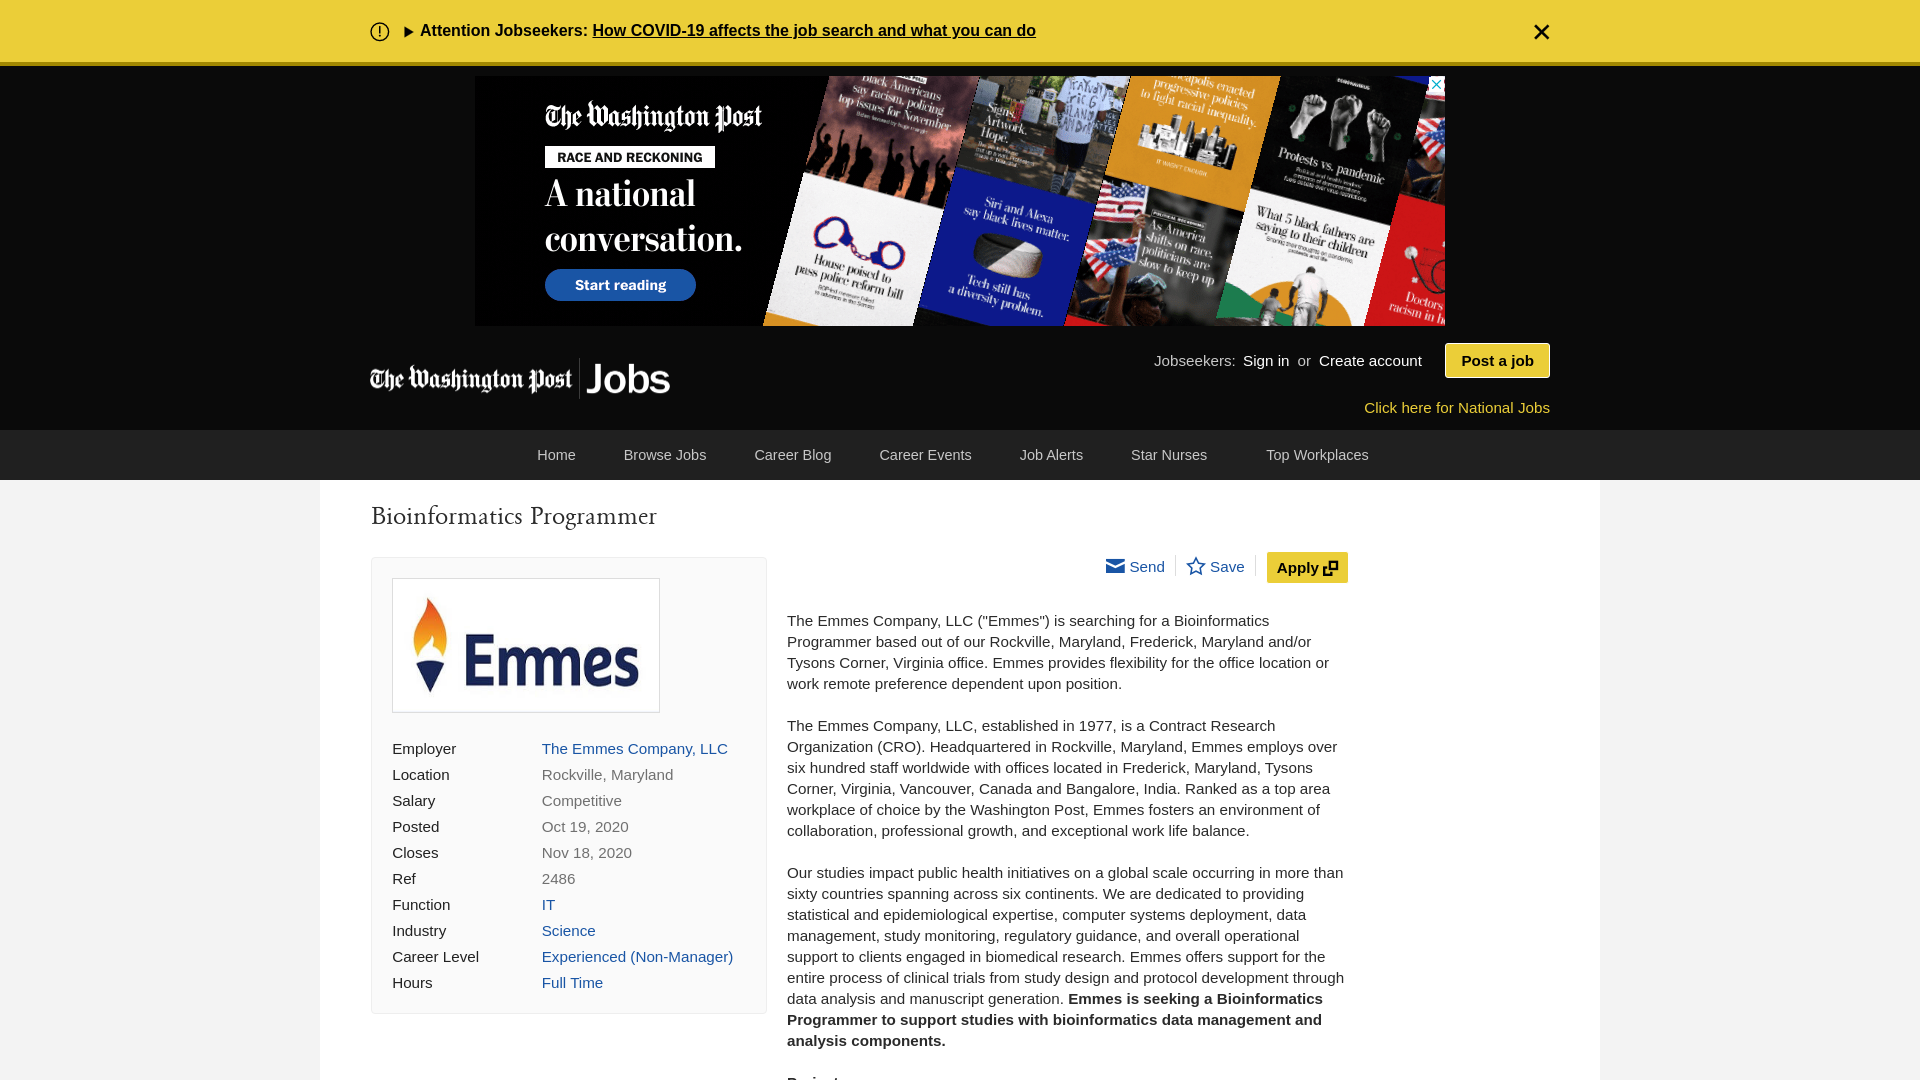 Attention Jobseekers: How COVID-19 affects the job search and what you can do
The Washington Post
RACE AND RECKONING
A national
conversation.
Start reading
Black Americans
say racism, policing
top issues for November
Signs.
Artwork.
Hope.
progressive policies
to fight racial inequality.
IT WASN'T ENOUGH
CORONAVIRUS
Protests vs. pandemic
House poised to
pass police reform bill
Siri and Alexa
say black lives matter.
Tech still has
a diversity problem.
As America
shifts on race,
politicians are
slow to keep up
What 5 black fathers are
saying to their children
Doctors
racism in
The Washington Post Jobs
Jobseekers: Sign in or Create account
Post a job
Click here for National Jobs
Home Browse Jobs Career Blog Career Events Job Alerts Star Nurses Top Workplaces
Bioinformatics Programmer
Send Save Apply
Emmes
Employer The Emmes Company, LLC
Location Rockville, Maryland
Salary Competitive
Posted Oct 19, 2020
Closes Nov 18, 2020
Ref 2486
Function IT
Industry Science
Career Level Experienced (Non-Manager)
Hours Full Time
The Emmes Company, LLC ("Emmes") is searching for a Bioinformatics
Programmer based out of our Rockville, Maryland, Frederick, Maryland and/or
Tysons Corner, Virginia office. Emmes provides flexibility for the office location or
work remote preference dependent upon position.
The Emmes Company, LLC, established in 1977, is a Contract Research
Organization (CRO). Headquartered in Rockville, Maryland, Emmes employs over
six hundred staff worldwide with offices located in Frederick, Maryland, Tysons
Corner, Virginia, Vancouver, Canada and Bangalore, India. Ranked as a top area
workplace of choice by the Washington Post, Emmes fosters an environment of
collaboration, professional growth, and exceptional work life balance.
Our studies impact public health initiatives on a global scale occurring in more than
sixty countries spanning across six continents. We are dedicated to providing
statistical and epidemiological expertise, computer systems deployment, data
management, study monitoring, regulatory guidance, and overall operational
support to clients engaged in biomedical research. Emmes offers support for the
entire process of clinical trials from study design and protocol development through
data analysis and manuscript generation. Emmes is seeking a Bioinformatics
Programmer to support studies with bioinformatics data management and
analysis components.